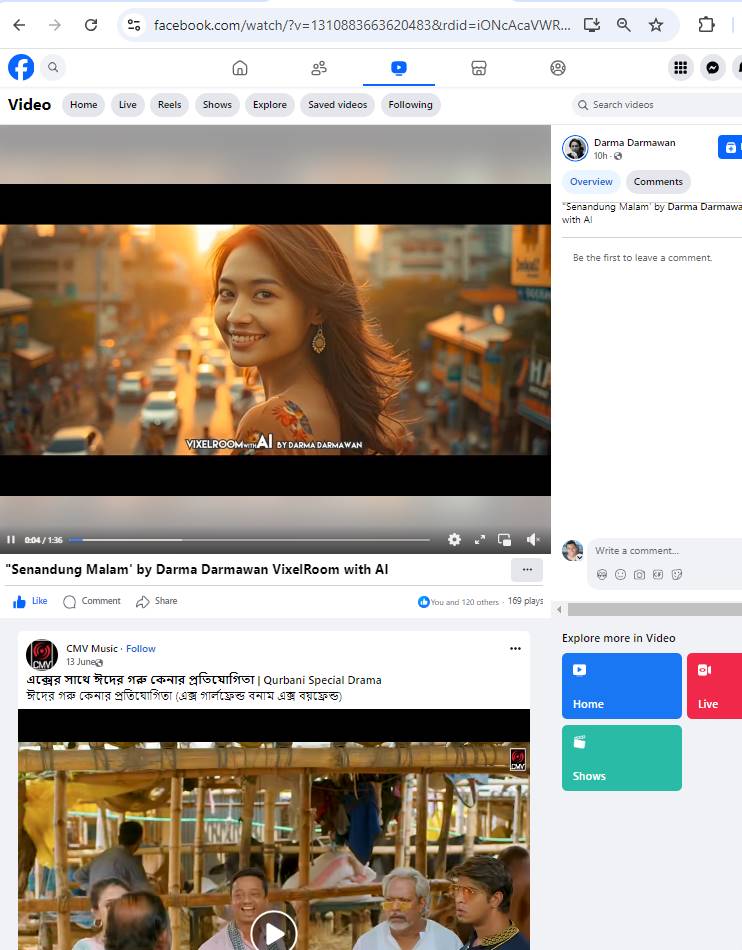 facebook.com/watch/?v=1310883663620483&rdid=iONcAcaVWR...
Video
Home
Live
Reels
Shows
Explore
Saved videos
Following
Search videos
Darma Darmawan
10h
Overview
Comments
"Senandung Malam' by Darma Darmawa
with AI
Be the first to leave a comment.
VIXELROOM WITH AI BY DARMA DARMAWAN
0:04 / 1:36
"Senandung Malam' by Darma Darmawan VixelRoom with AI
Like
Comment
Share
You and 120 others · 169 plays
Write a comment...
GIF
Explore more in Video
Home
Live
Shows
CMV Music · Follow
13 June
এক্সের সাথে ঈদের গরু কেনার প্রতিযোগিতা | Qurbani Special Drama
ঈদের গরু কেনার প্রতিযোগিতা (এক্স গার্লফ্রেন্ড বনাম এক্স বয়ফ্রেন্ড)
CMV
CMV